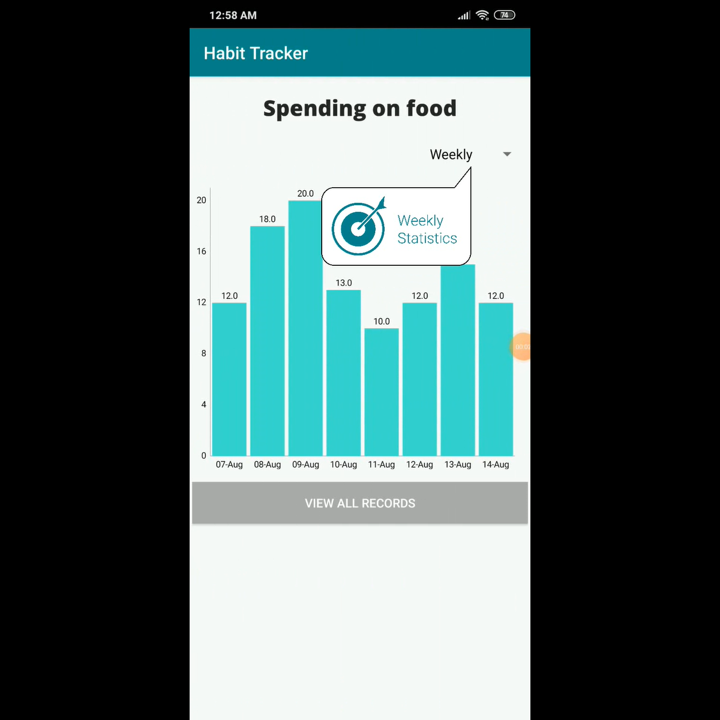 12:58 AM
74
Habit Tracker
Spending on food
Weekly
Weekly
Statistics
20
16
12
8
4
0
12.0
18.0
20.0
13.0
10.0
12.0
12.0
07-Aug
08-Aug
09-Aug
10-Aug
11-Aug
12-Aug
13-Aug
14-Aug
VIEW ALL RECORDS